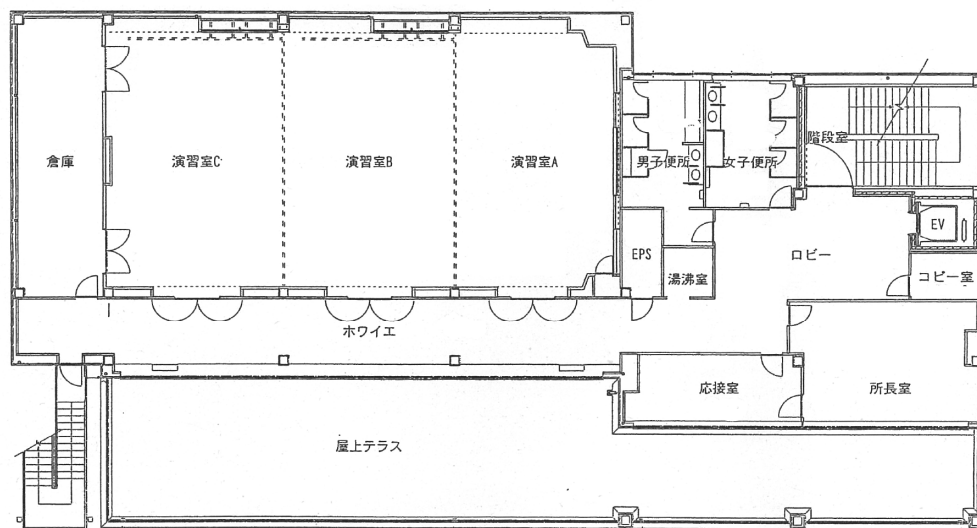 階段室
倉庫
演習室C
演習室B
演習室A
男子便所
女子便所
EV
EPS
湯沸室
ロビー
コピー室
ホワイエ
応接室
所長室
屋上テラス